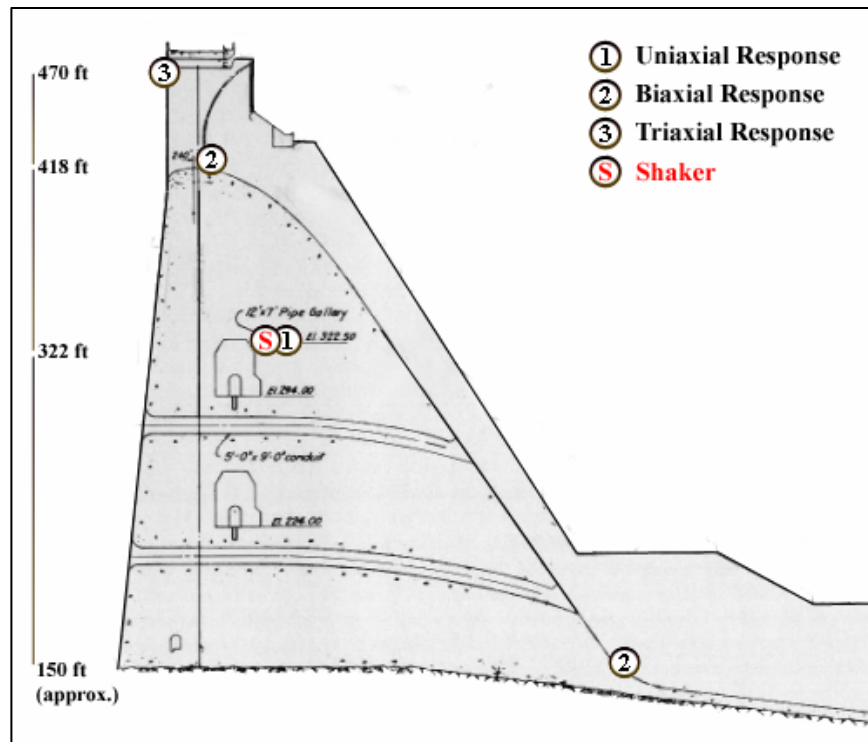 470 ft
418 ft
322 ft
150 ft
(approx.)
1 Uniaxial Response
2 Biaxial Response
3 Triaxial Response
S Shaker
3
2
12'x7' Pipe Gallery
S 1 El. 322.50
El. 294.00
5'-0" x 9'-0" conduit
El. 224.00
2